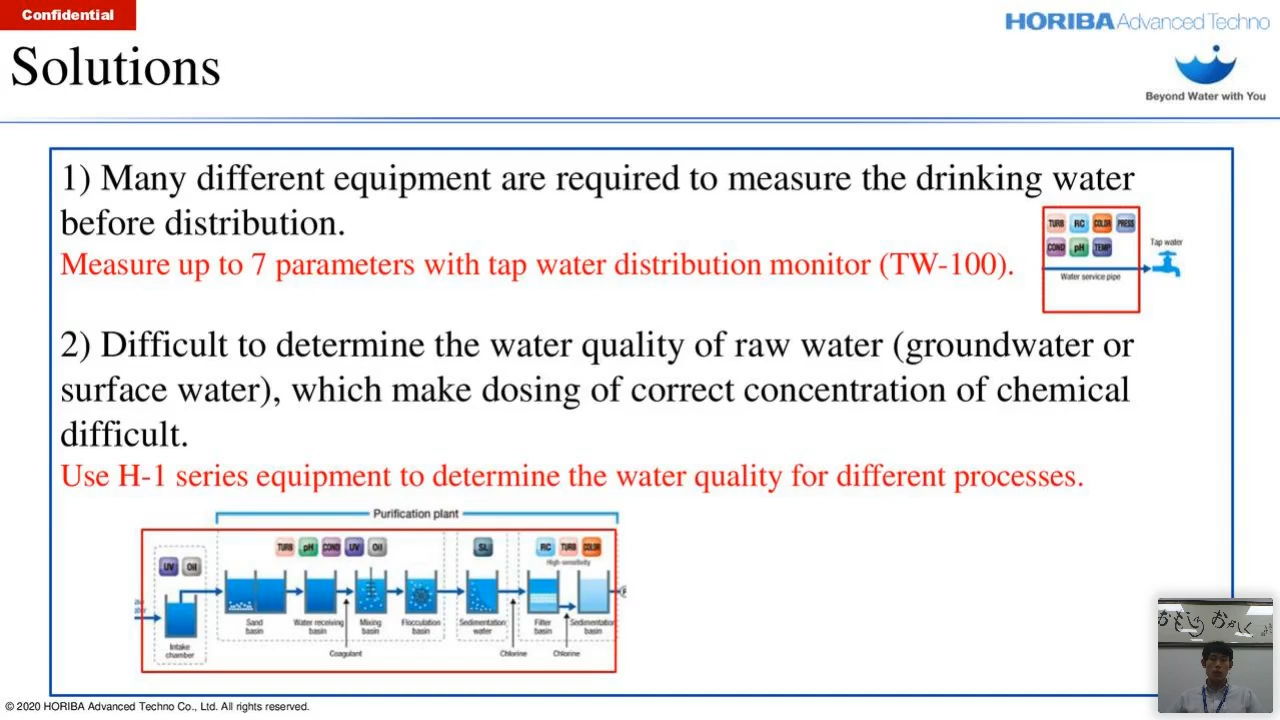 Confidential
HORIBA Advanced Techno
Solutions
Beyond Water with You
1) Many different equipment are required to measure the drinking water
before distribution.
Measure up to 7 parameters with tap water distribution monitor (TW-100).
TURB RC COLOR PRESS
COND pH TEMP
Tap water
Water service pipe
2) Difficult to determine the water quality of raw water (groundwater or
surface water), which make dosing of correct concentration of chemical
difficult.
Use H-1 series equipment to determine the water quality for different processes.
Purification plant
TURB pH COND UV Oil
SL
RC TURB COLOR
High-sensitivity
UV Oil
Sand
basin
Water receiving
basin
Mixing
basin
Flocculation
basin
Sedimentation
water
Filter
basin
Sedimentation
basin
Intake
chamber
Coagulant
Chlorine
Chlorine
© 2020 HORIBA Advanced Techno Co., Ltd. All rights reserved.